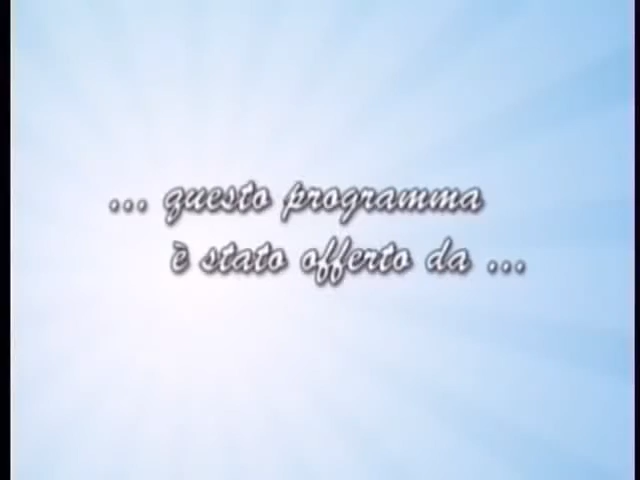 ... questo programma
è stato offerto da ...